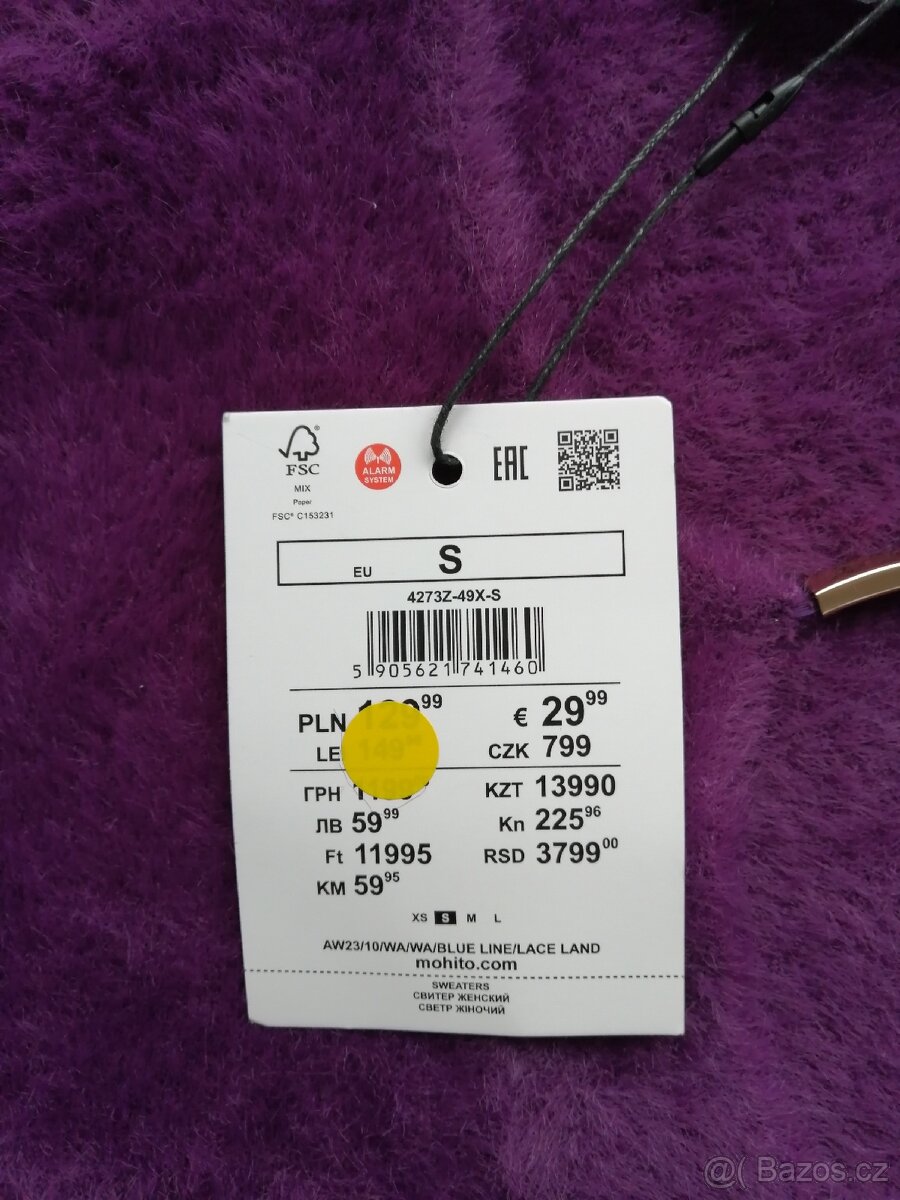 FSC®
MIX
Paper
FSC® C153231
ALARM
SYSTEM
EAC
EU S
4273Z-49X-S
5 905621 741460
PLN 129⁹⁹ € 29⁹⁹
LE 149⁹⁹ CZK 799
ГРН KZT 13990
ЛВ 59⁹⁹ Kn 225⁹⁶
Ft 11995 RSD 3799⁰⁰
KM 59⁹⁵
XS S M L
AW23/10/WA/WA/BLUE LINE/LACE LAND
mohito.com
SWEATERS
СВИТЕР ЖЕНСКИЙ
СВЕТР ЖІНОЧИЙ
@( Bazos.cz